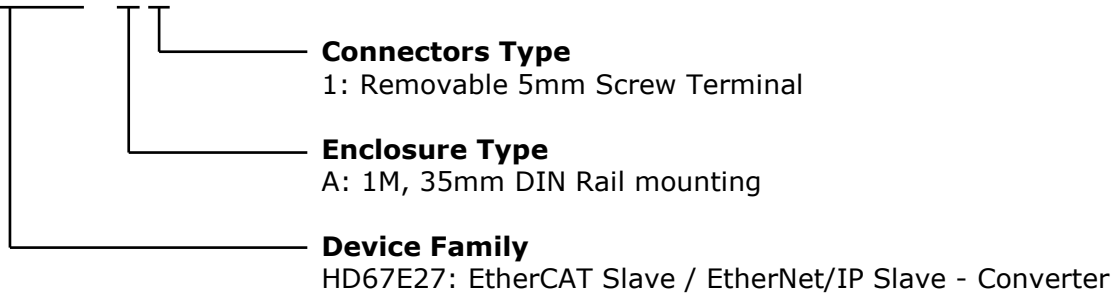 Connectors Type
1: Removable 5mm Screw Terminal
Enclosure Type
A: 1M, 35mm DIN Rail mounting
Device Family
HD67E27: EtherCAT Slave / EtherNet/IP Slave - Converter